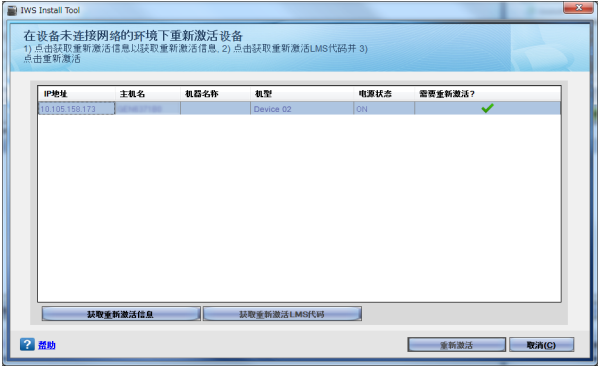 IWS Install Tool
在设备未连接网络的环境下重新激活设备
1) 点击获取重新激活信息以获取重新激活信息, 2) 点击获取重新激活LMS代码并 3)
点击重新激活
IP地址 主机名 机器名称 机型 电源状态 需要重新激活?
10.105.158.173 Device 02 ON
获取重新激活信息 获取重新激活LMS代码
? 帮助 重新激活 取消(C)